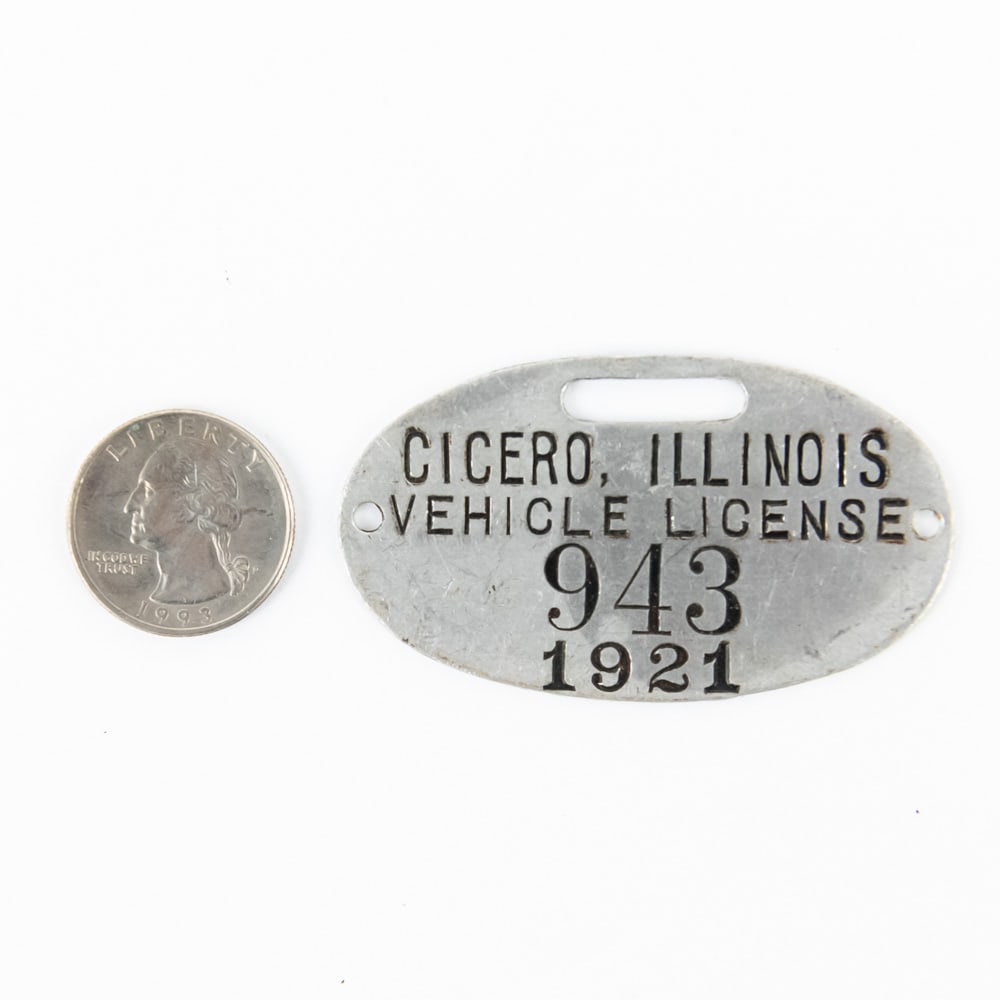 LIBERTY
IN GOD WE
TRUST
P
1993
CICERO, ILLINOIS
VEHICLE LICENSE
943
1921